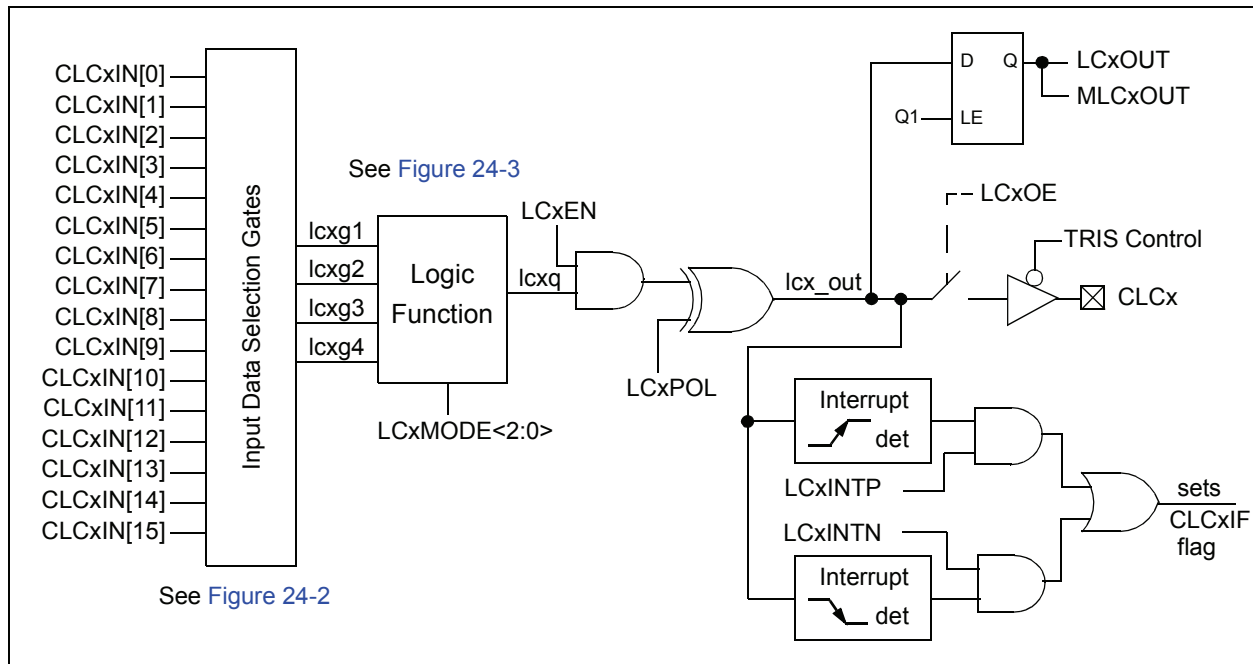 CLCxIN[0]
CLCxIN[1]
CLCxIN[2]
CLCxIN[3]
CLCxIN[4]
CLCxIN[5]
CLCxIN[6]
CLCxIN[7]
CLCxIN[8]
CLCxIN[9]
CLCxIN[10]
CLCxIN[11]
CLCxIN[12]
CLCxIN[13]
CLCxIN[14]
CLCxIN[15]
Input Data Selection Gates
See Figure 24-2
lcxg1
lcxg2
lcxg3
lcxg4
See Figure 24-3
Logic
Function
LCxMODE<2:0>
lcxq
LCxEN
LCxPOL
lcx_out
D
Q
Q1
LE
LCxOUT
MLCxOUT
LCxOE
TRIS Control
CLCx
Interrupt
det
LCxINTP
LCxINTN
Interrupt
det
sets
CLCxIF
flag